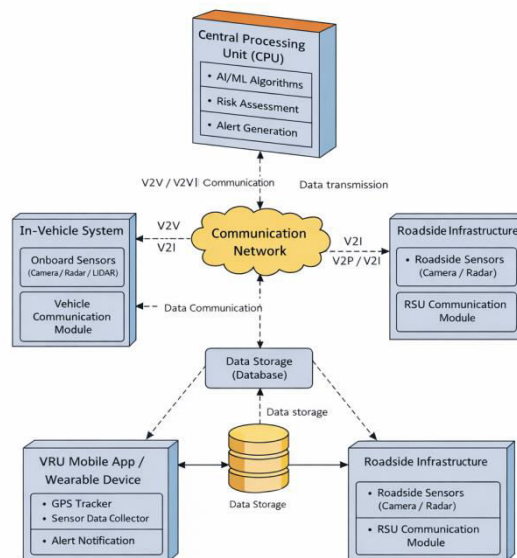 Central Processing
Unit (CPU)
• AI/ML Algorithms
• Risk Assessment
• Alert Generation
V2V / V2V| Communication
Data transmission
In-Vehicle System
Onboard Sensors
(Camera / Radar / LIDAR)
Vehicle
Communication
Module
V2V
V2I
Communication
Network
V2I
V2P / V2I
Roadside Infrastructure
• Roadside Sensors
(Camera / Radar)
RSU Communication
Module
Data Communication
Data Storage
(Database)
Data storage
VRU Mobile App /
Wearable Device
• GPS Tracker
• Sensor Data Collector
• Alert Notification
Data Storage
Roadside Infrastructure
• Roadside Sensors
(Camera / Radar)
• RSU Communication
Module